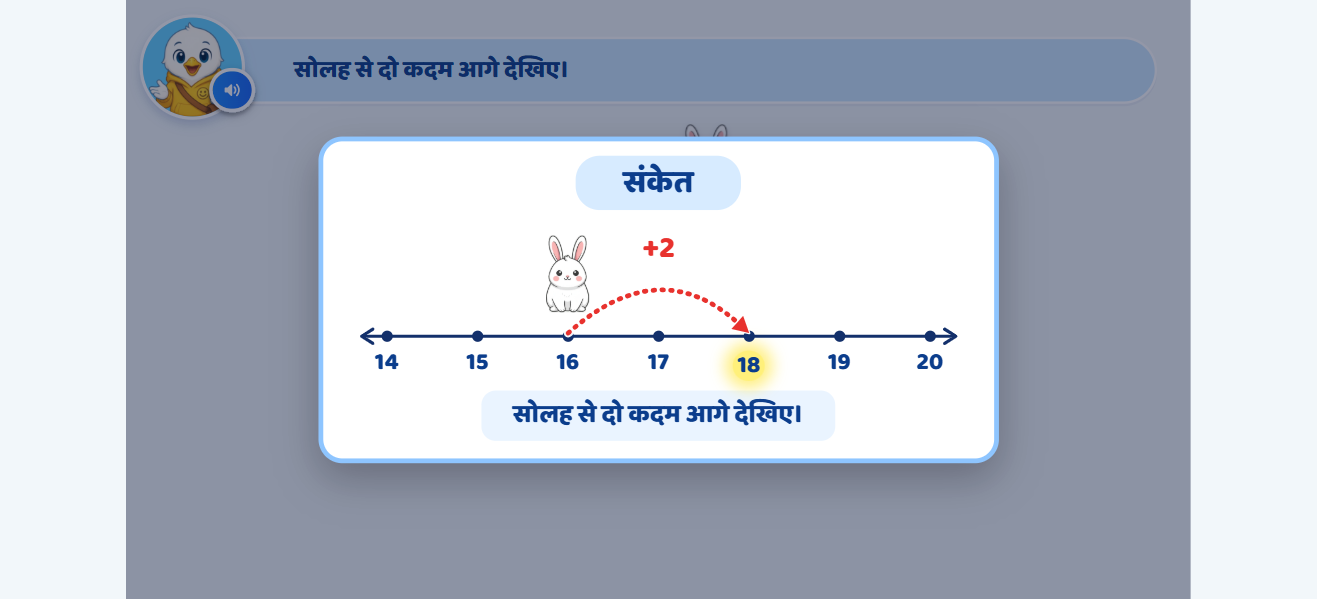 सोलह से दो कदम आगे देखिए।
संकेत
+2
14 15 16 17 18 19 20
सोलह से दो कदम आगे देखिए।